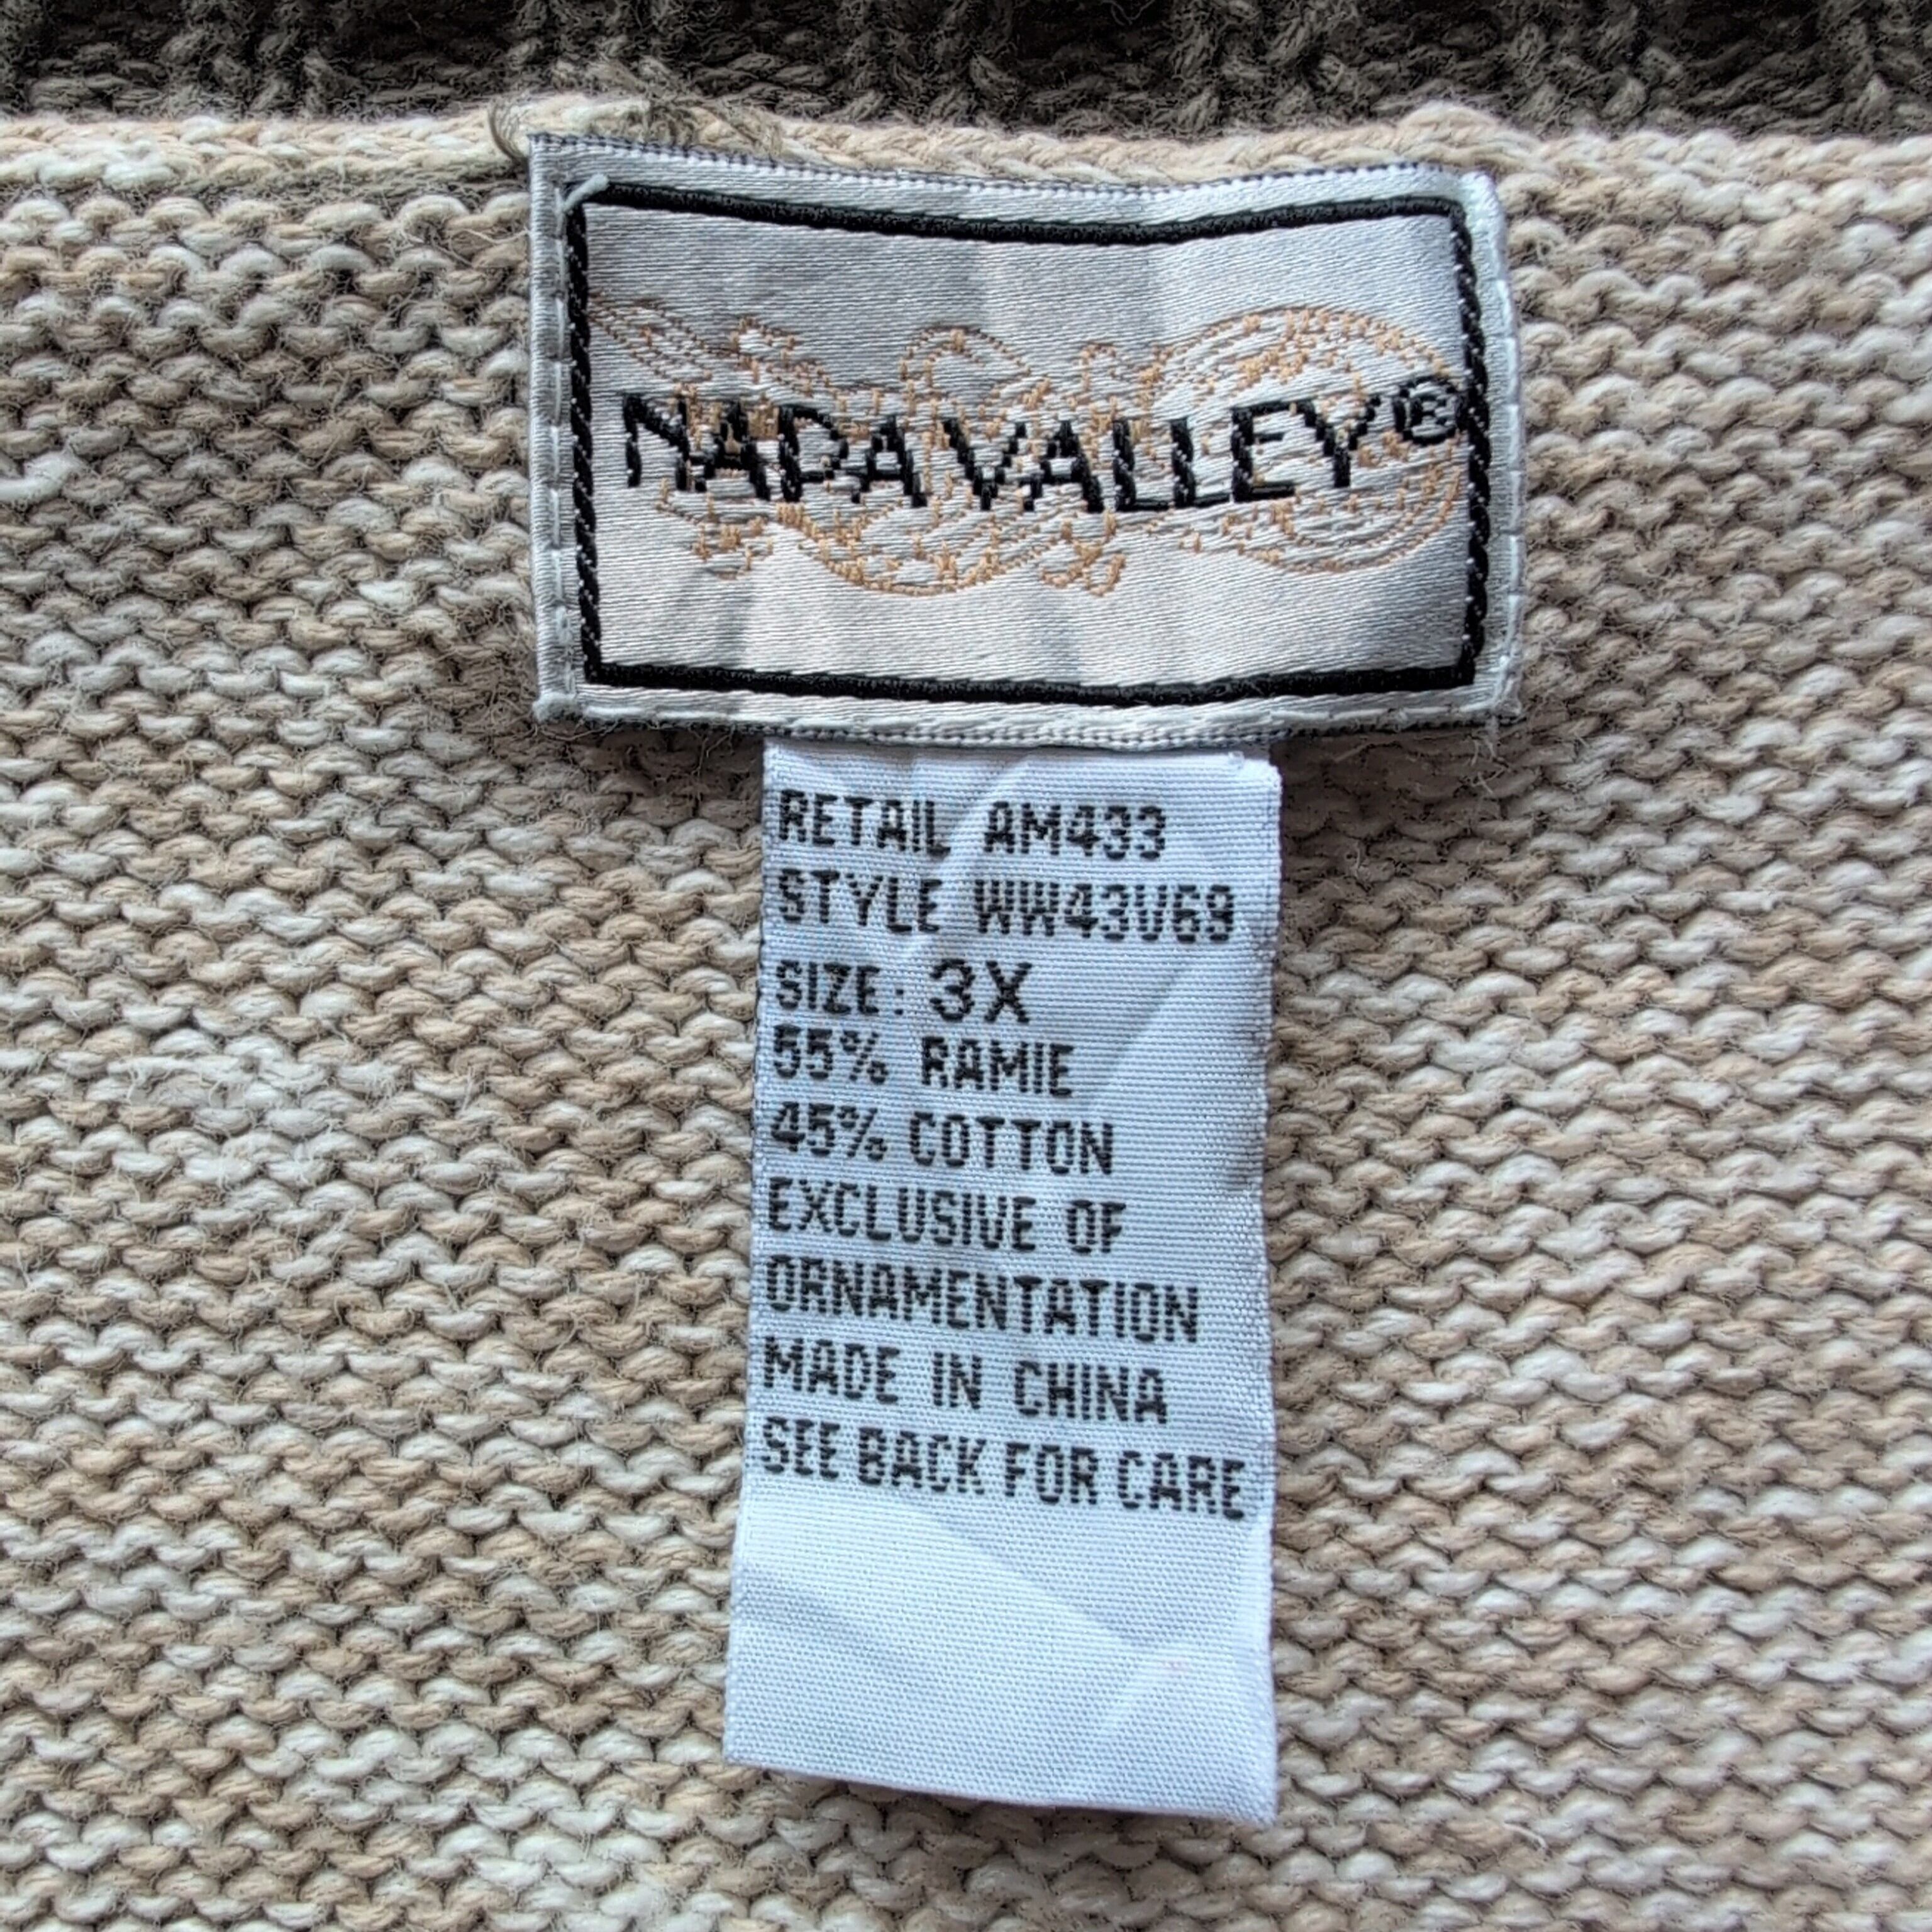 NAPA VALLEY®
RETAIL AM433
STYLE WW43V69
SIZE: 3X
55% RAMIE
45% COTTON
EXCLUSIVE OF
ORNAMENTATION
MADE IN CHINA
SEE BACK FOR CARE